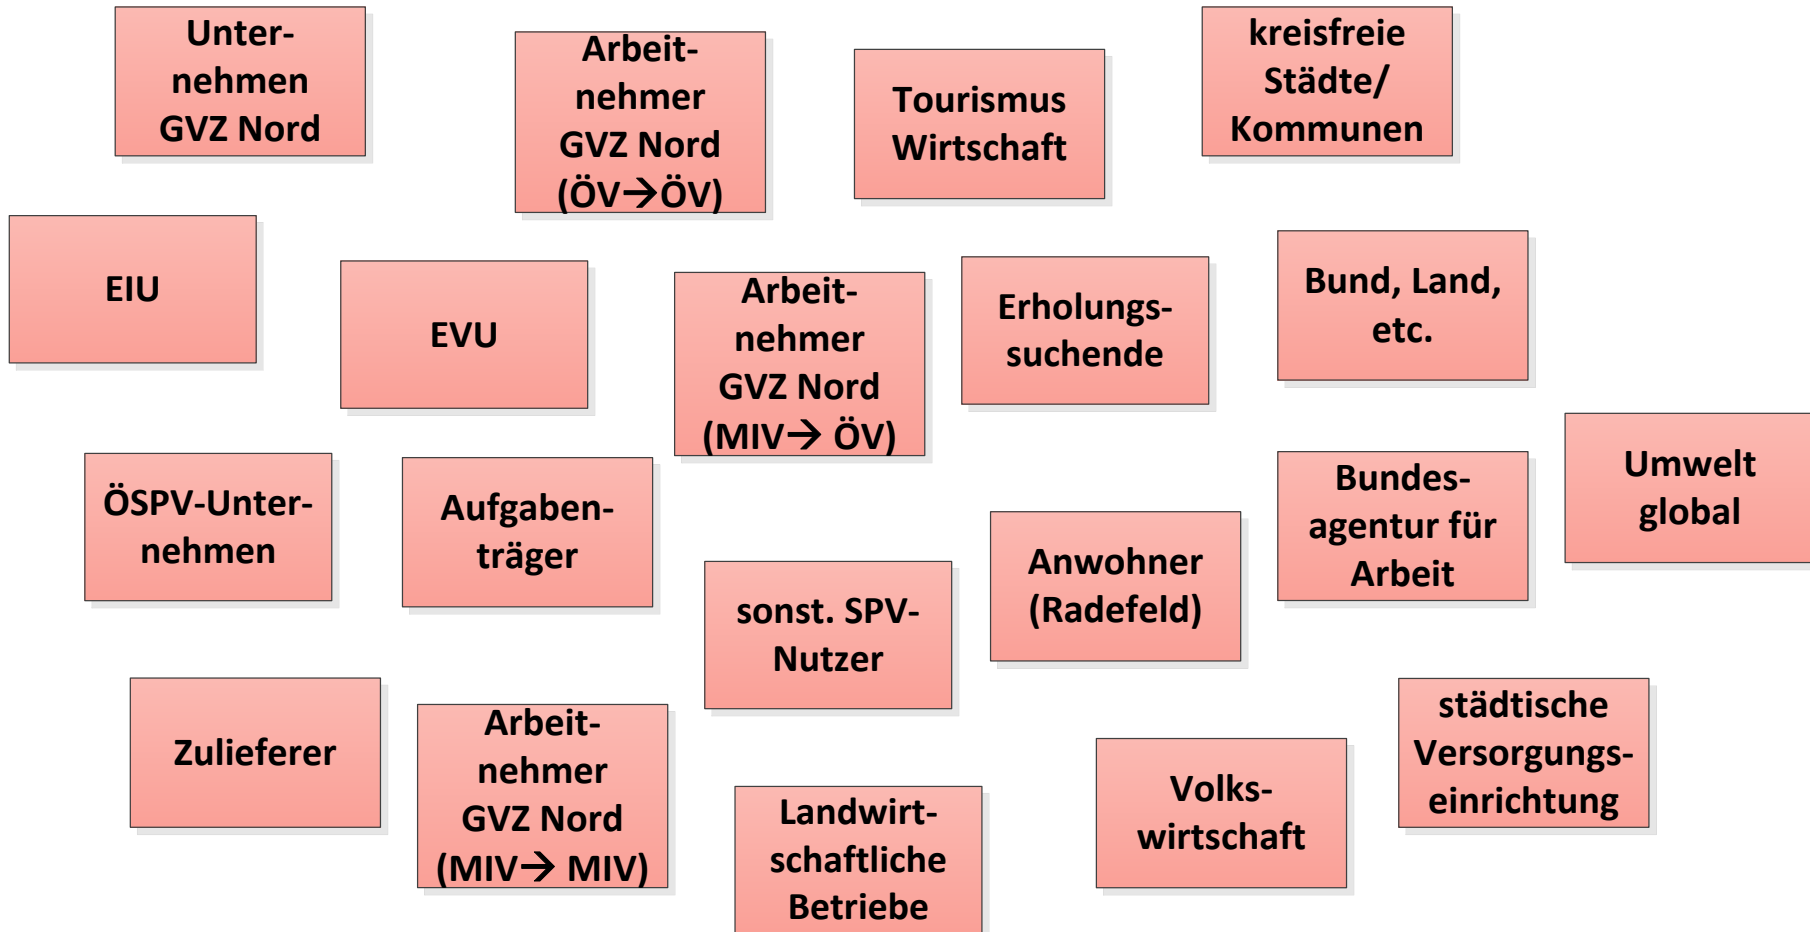 Unter-
nehmen
GVZ Nord
Arbeit-
nehmer
GVZ Nord
(ÖV→ÖV)
Tourismus
Wirtschaft
kreisfreie
Städte/
Kommunen
EIU
EVU
Arbeit-
nehmer
GVZ Nord
(MIV→ ÖV)
Erholungs-
suchende
Bund, Land,
etc.
ÖSPV-Unter-
nehmen
Aufgaben-
träger
sonst. SPV-
Nutzer
Anwohner
(Radefeld)
Bundes-
agentur für
Arbeit
Umwelt
global
Zulieferer
Arbeit-
nehmer
GVZ Nord
(MIV→ MIV)
Landwirt-
schaftliche
Betriebe
Volks-
wirtschaft
städtische
Versorgungs-
einrichtung